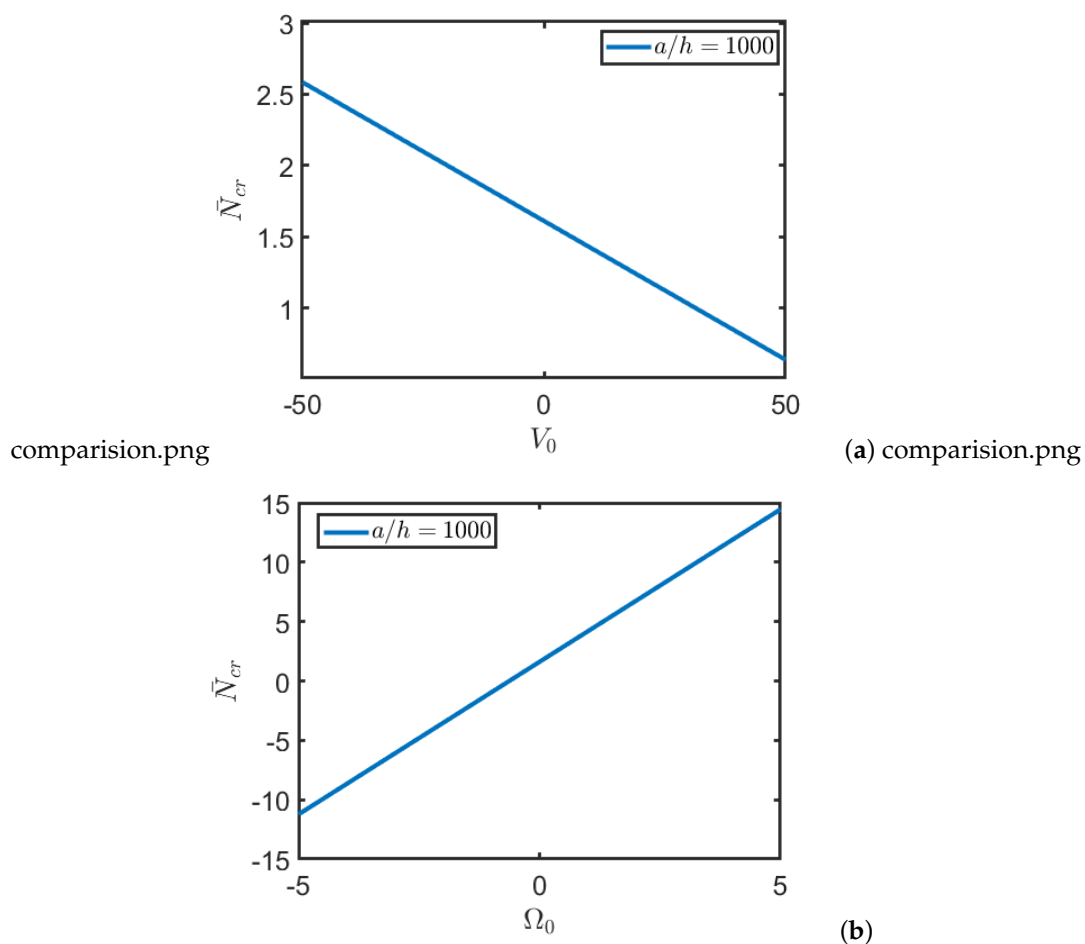 3
a/h = 1000
2.5
2
N̄cr
1.5
1
-50 0 50
V₀
comparision.png (a) comparision.png
15
a/h = 1000
10
5
N̄cr
0
-5
-10
-15
-5 0 5
Ω₀
(b)